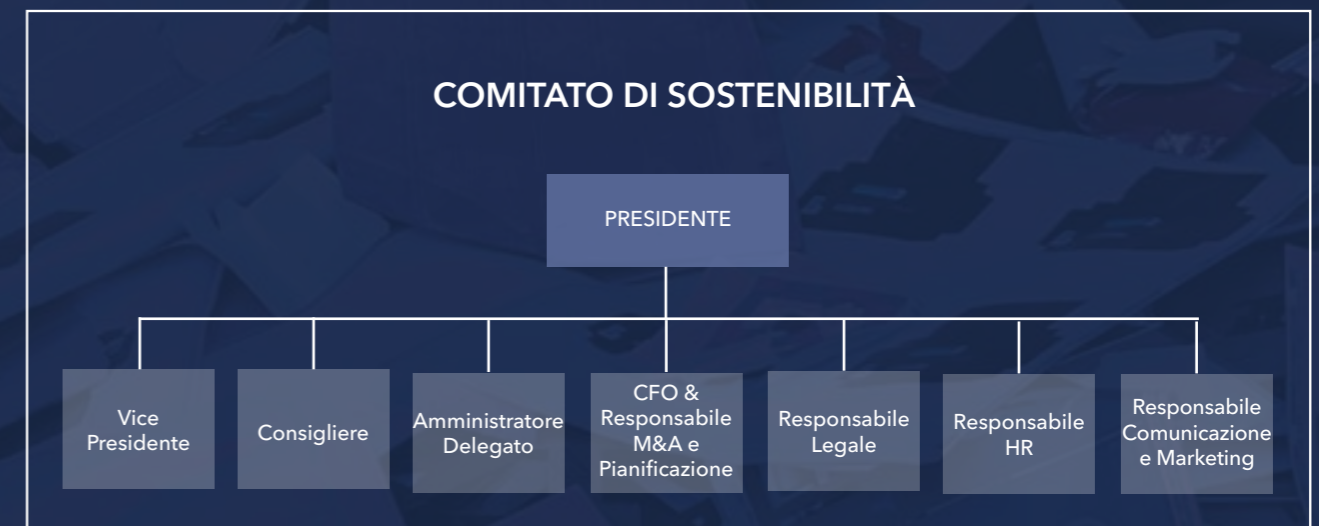 COMITATO DI SOSTENIBILITÀ
PRESIDENTE
Vice
Presidente
Consigliere
Amministratore
Delegato
CFO &
Responsabile
M&A e
Pianificazione
Responsabile
Legale
Responsabile
HR
Responsabile
Comunicazione
e Marketing